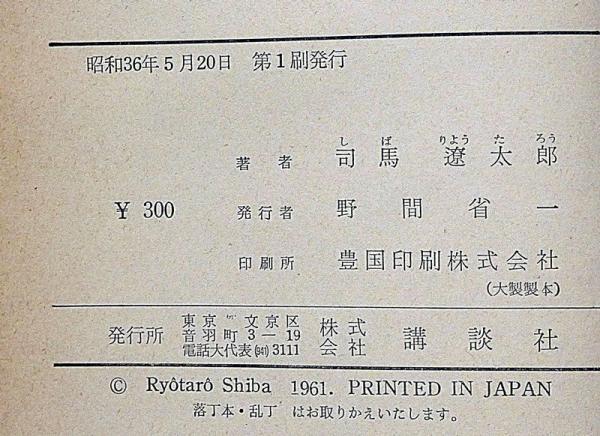 昭和36年5月20日 第1刷発行
し ば りよう た ろう
著者 司馬遼太郎
¥ 300 発行者 野間省一
印刷所 豊国印刷株式会社
(大製製本)
発行所 東京 文京区 株式 講談社
音羽町3−19 会社
電話大代表(941)3111
© Ryôtarô Shiba 1961. PRINTED IN JAPAN
落丁本・乱丁 はお取りかえいたします。